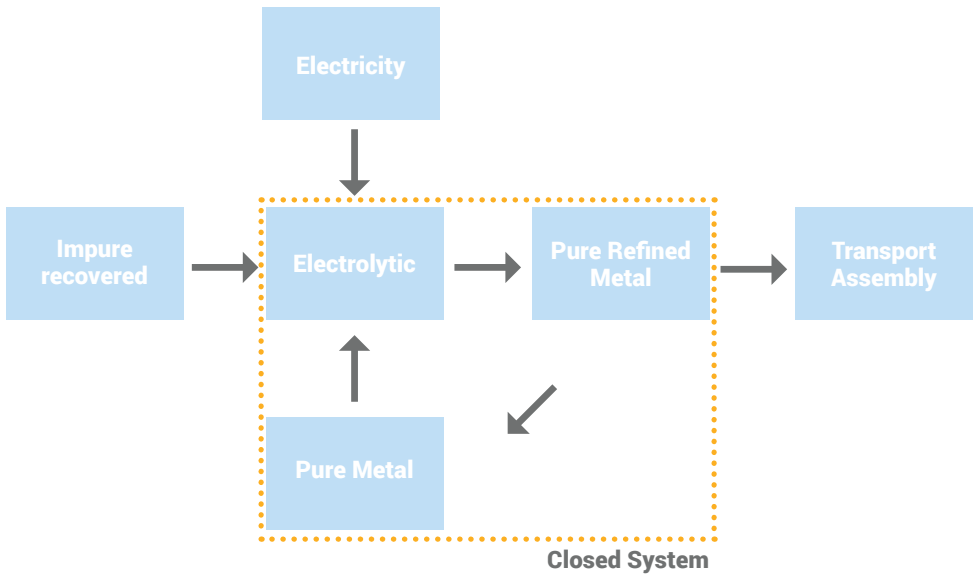 Electricity
Impure
recovered
Electrolytic
Pure Refined
Metal
Transport
Assembly
Pure Metal
Closed System